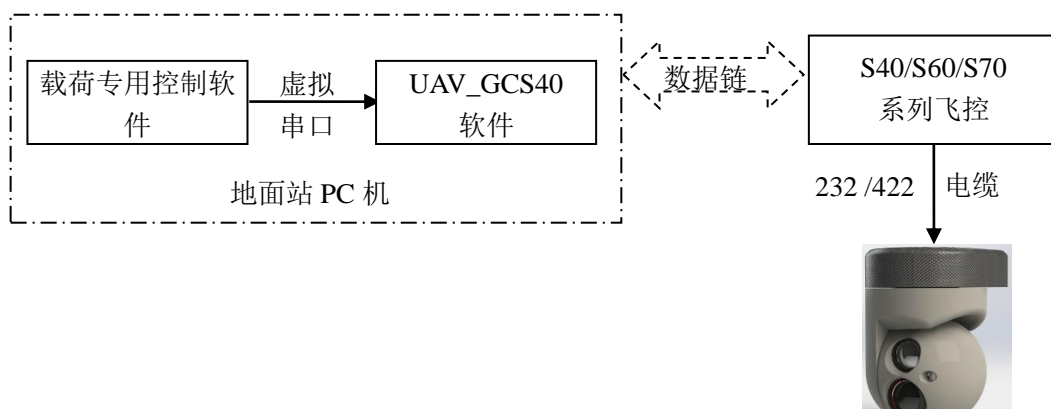 载荷专用控制软
件
虚拟
串口
UAV_GCS40
软件
地面站 PC 机
数据链
S40/S60/S70
系列飞控
232 /422 电缆